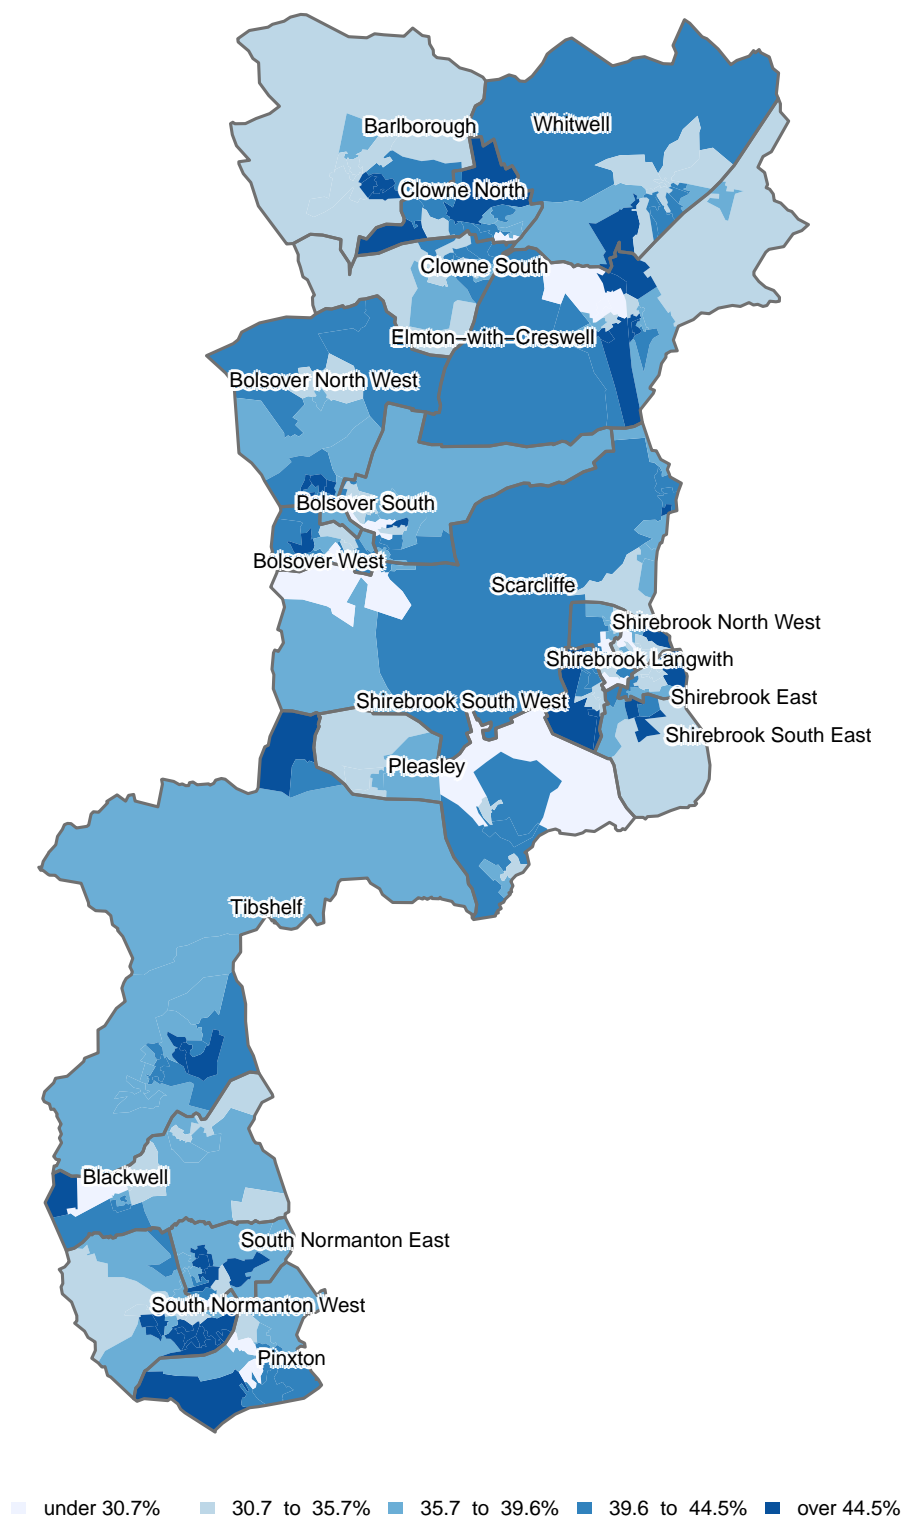 Whitwell
Barlborough
Clowne North
Clowne South
Elmton−with−Creswell
Bolsover North West
Bolsover South
Bolsover West
Scarcliffe
Shirebrook North West
Shirebrook Langwith
Shirebrook East
Shirebrook South West
Shirebrook South East
Pleasley
Tibshelf
Blackwell
South Normanton East
South Normanton West
Pinxton
under 30.7% 30.7 to 35.7% 35.7 to 39.6% 39.6 to 44.5% over 44.5%